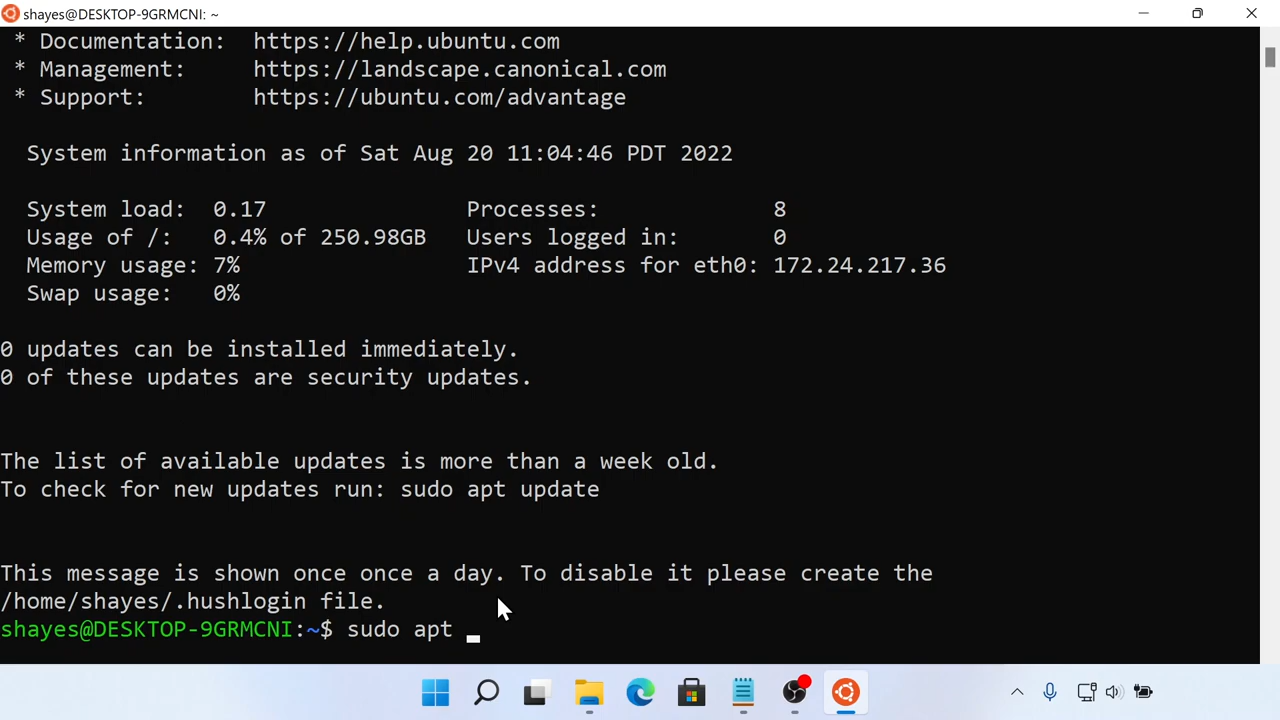 shayes@DESKTOP-9GRMCNI: ~
* Documentation:  https://help.ubuntu.com
* Management:     https://landscape.canonical.com
* Support:        https://ubuntu.com/advantage
System information as of Sat Aug 20 11:04:46 PDT 2022
System load:  0.17               Processes:             8
Usage of /:   0.4% of 250.98GB   Users logged in:       0
Memory usage: 7%                 IPv4 address for eth0: 172.24.217.36
Swap usage:   0%
0 updates can be installed immediately.
0 of these updates are security updates.
The list of available updates is more than a week old.
To check for new updates run: sudo apt update
This message is shown once once a day. To disable it please create the
/home/shayes/.hushlogin file.
shayes@DESKTOP-9GRMCNI:~$ sudo apt